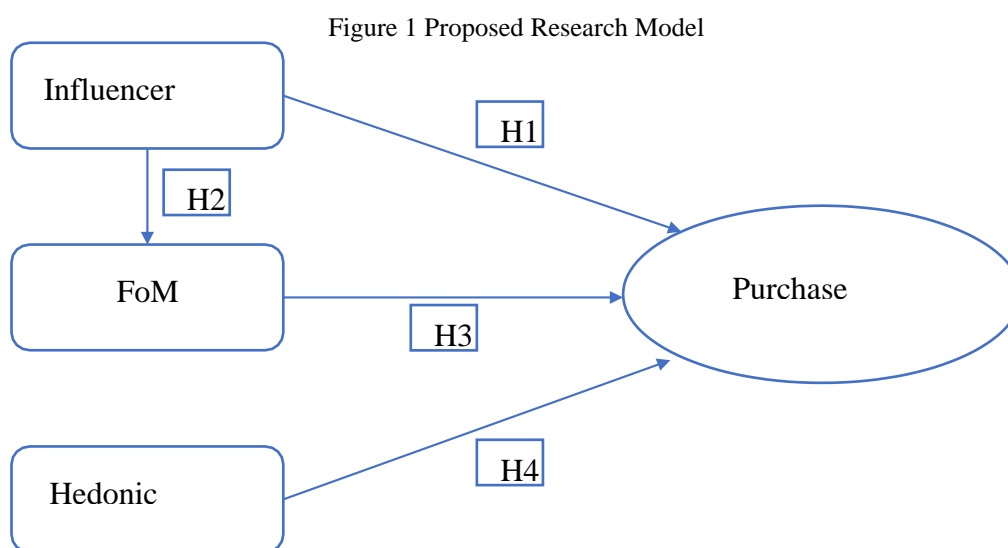 Figure 1 Proposed Research Model
Influencer
H1
H2
FoM
Purchase
H3
H4
Hedonic